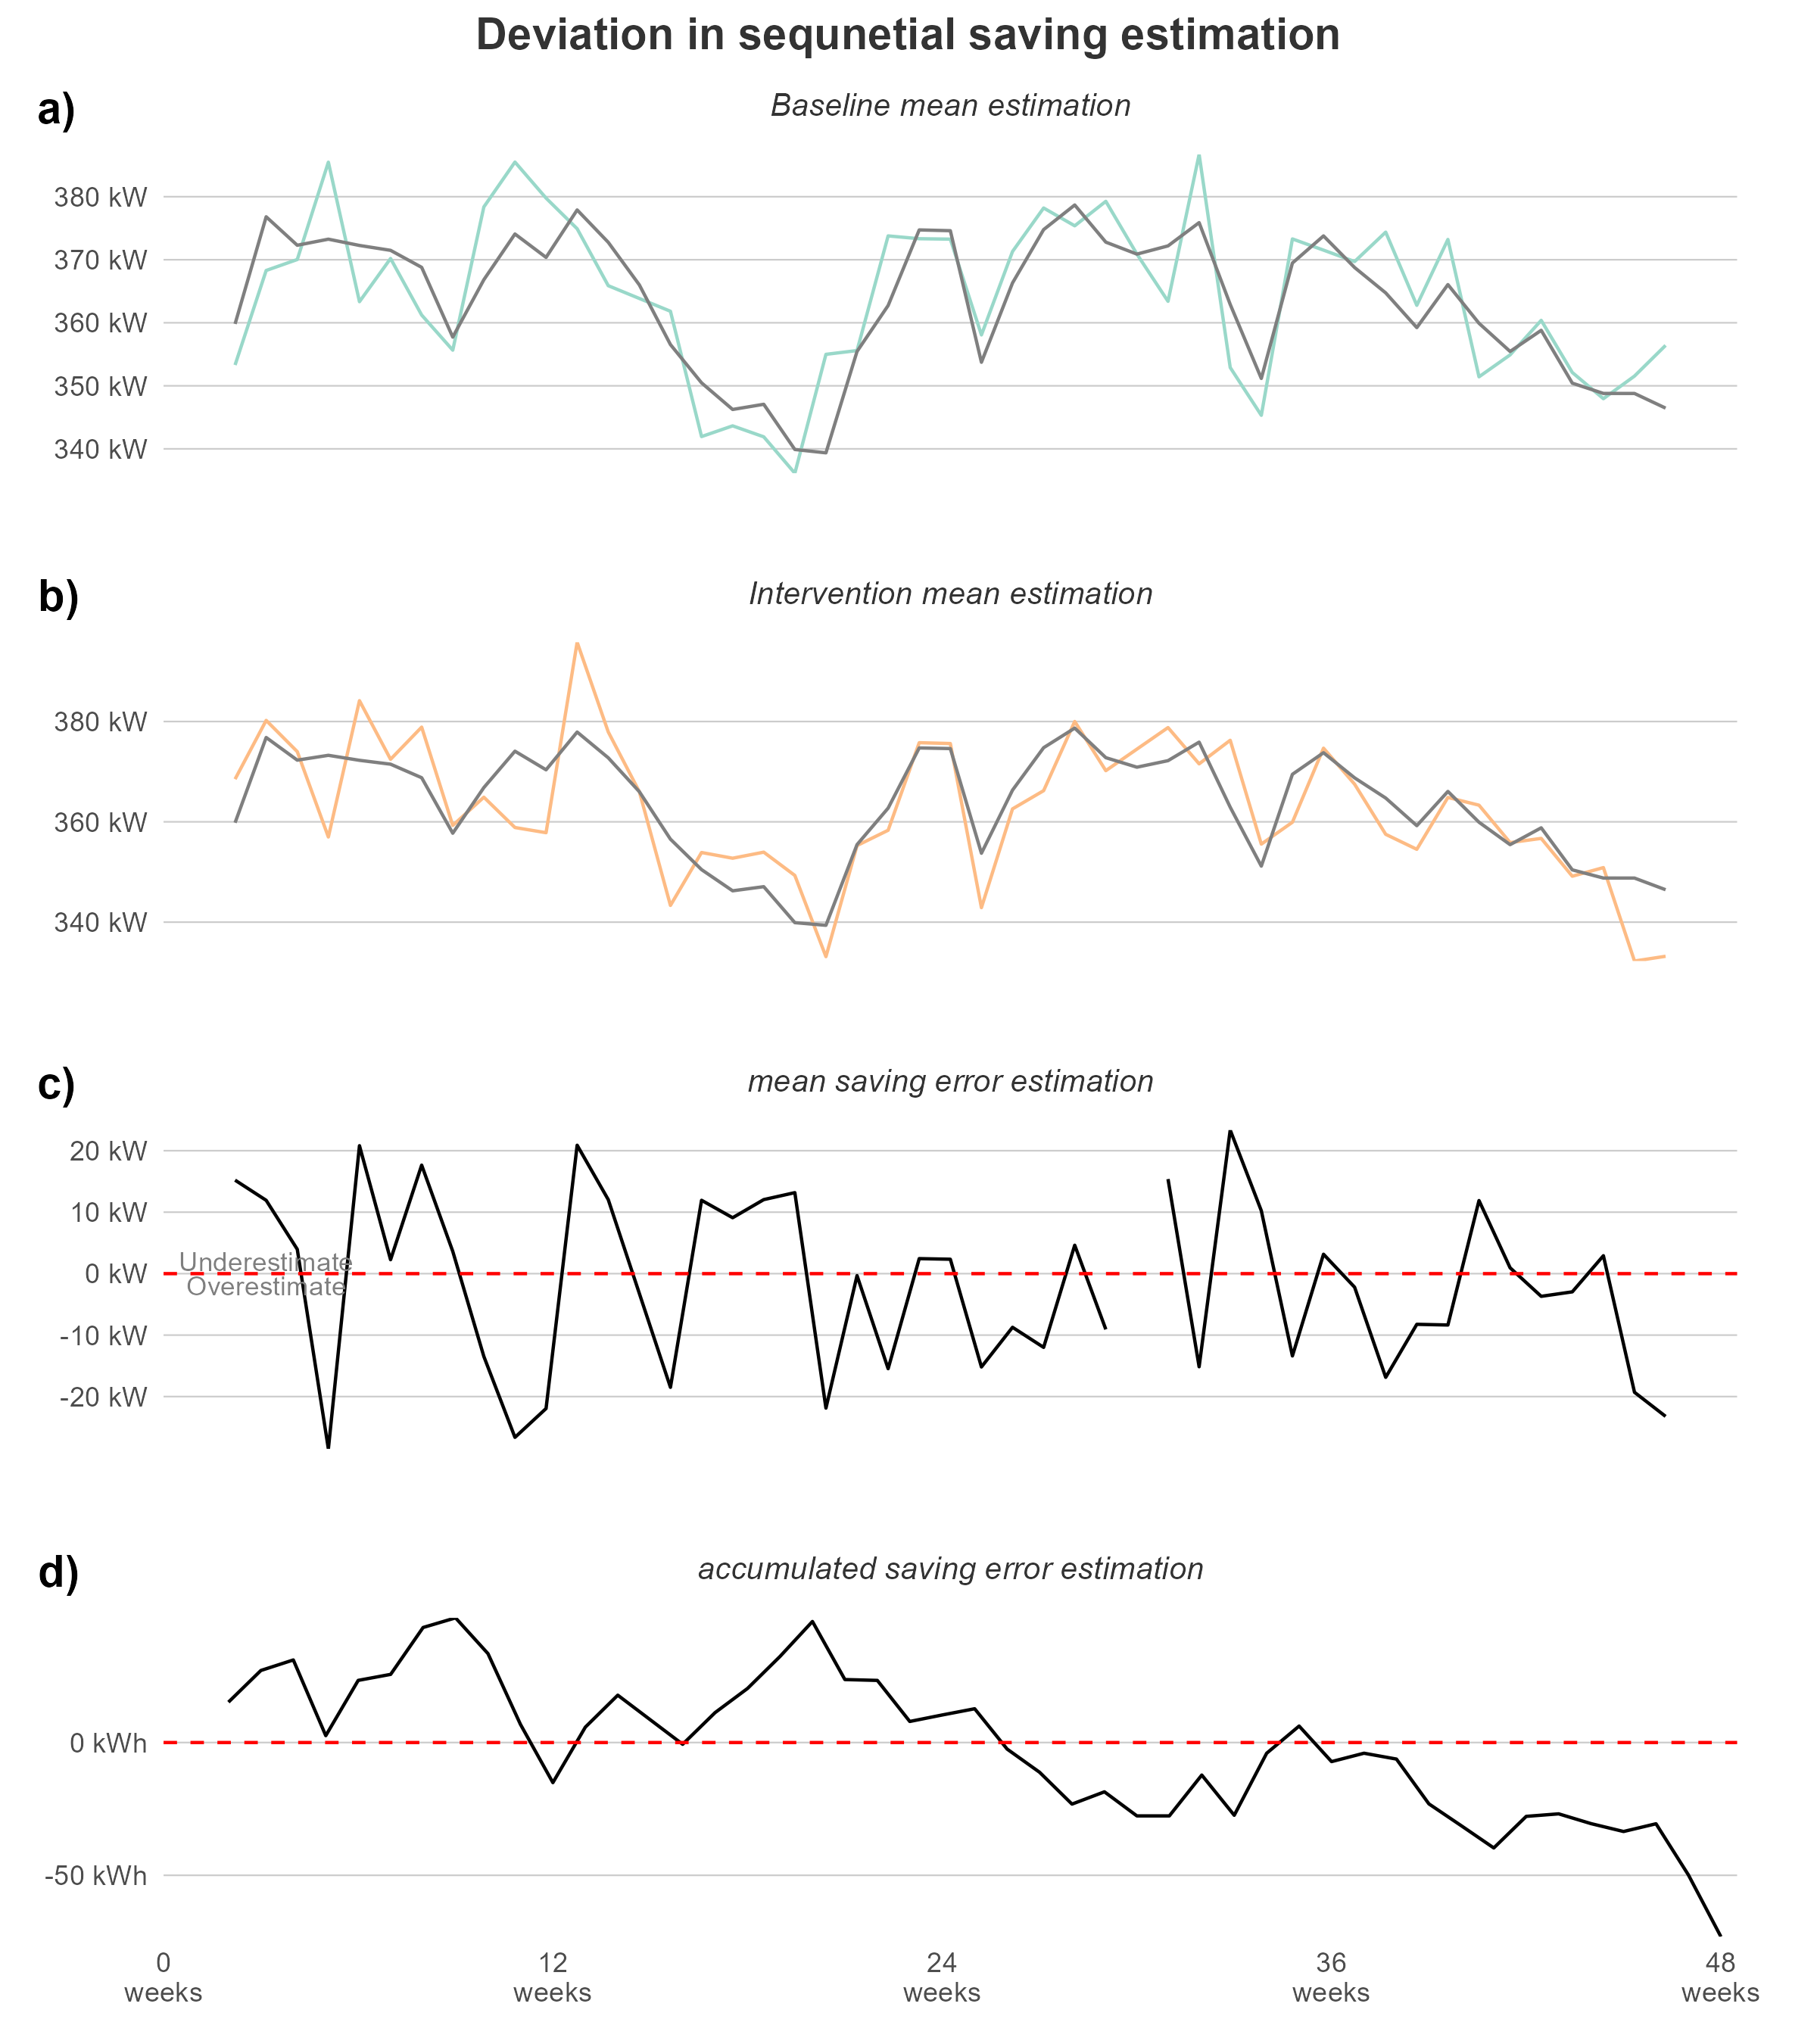 Deviation in sequnetial saving estimation
a)
Baseline mean estimation
380 kW
370 kW
360 kW
350 kW
340 kW
b)
Intervention mean estimation
380 kW
360 kW
340 kW
c)
mean saving error estimation
20 kW
10 kW
Underestimate
0 kW
Overestimate
-10 kW
-20 kW
d)
accumulated saving error estimation
0 kWh
-50 kWh
0 12 24 36 48
weeks weeks weeks weeks weeks